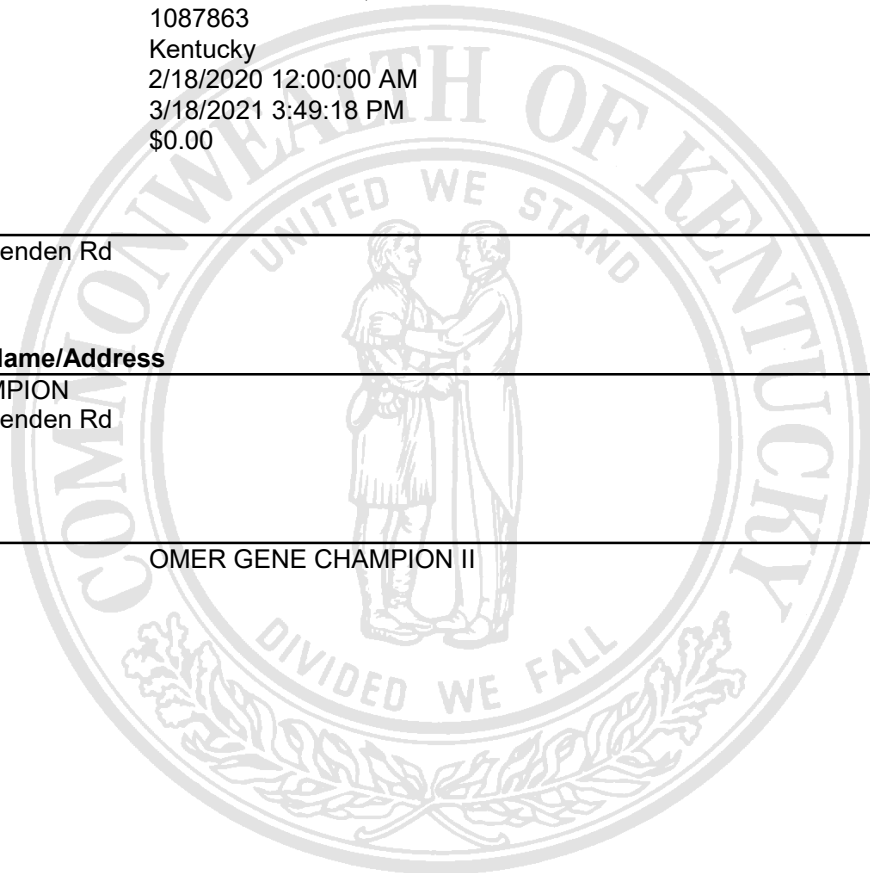 1087863
Kentucky
2/18/2020 12:00:00 AM
3/18/2021 3:49:18 PM
$0.00
COMMONWEALTH OF KENTUCKY
UNITED WE STAND
enden Rd
ame/Address
MPION
enden Rd
OMER GENE CHAMPION II
DIVIDED WE FALL